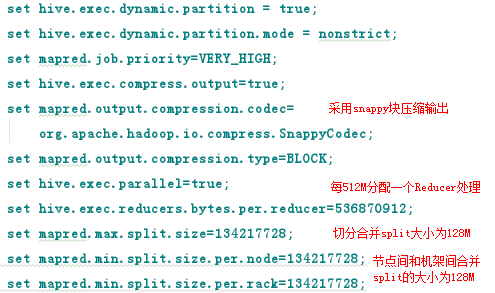 set hive.exec.dynamic.partition = true;
set hive.exec.dynamic.partition.mode = nonstrict;
set mapred.job.priority=VERY_HIGH;
set hive.exec.compress.output=true;
set mapred.output.compression.codec= 采用snappy块压缩输出
org.apache.hadoop.io.compress.SnappyCodec;
set mapred.output.compression.type=BLOCK;
set hive.exec.parallel=true; 每512M分配一个Reducer处理
set hive.exec.reducers.bytes.per.reducer=536870912;
set mapred.max.split.size=134217728; 切分合并split大小为128M
set mapred.min.split.size.per.node=134217728; 节点间和机架间合并
set mapred.min.split.size.per.rack=134217728; split的大小为128M